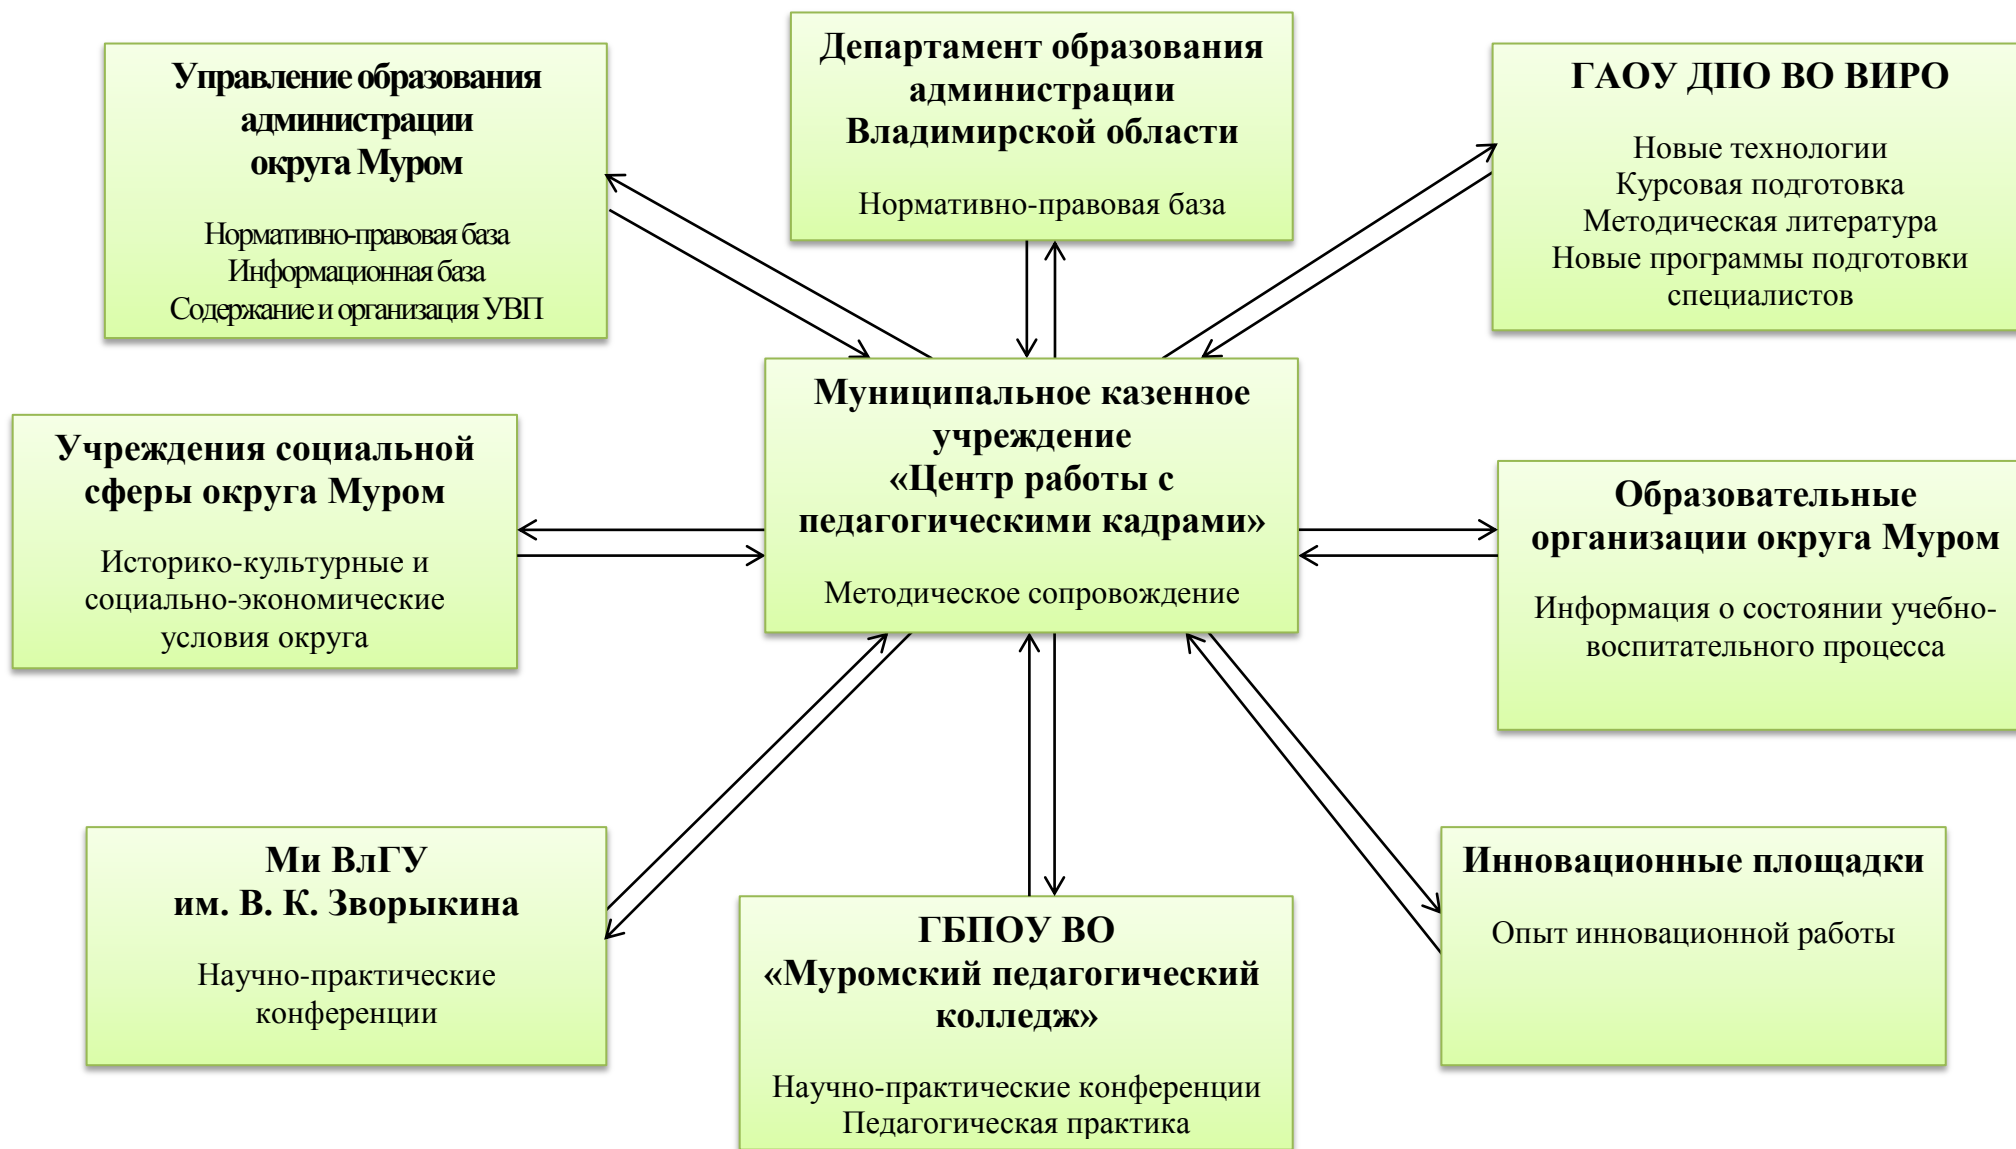 Управление образования
администрации
округа Муром
Нормативно-правовая база
Информационная база
Содержание и организация УВП
Департамент образования
администрации
Владимирской области
Нормативно-правовая база
ГАОУ ДПО ВО ВИРО
Новые технологии
Курсовая подготовка
Методическая литература
Новые программы подготовки
специалистов
Учреждения социальной
сферы округа Муром
Историко-культурные и
социально-экономические
условия округа
Муниципальное казенное
учреждение
«Центр работы с
педагогическими кадрами»
Методическое сопровождение
Образовательные
организации округа Муром
Информация о состоянии учебно-
воспитательного процесса
Ми ВлГУ
им. В. К. Зворыкина
Научно-практические
конференции
ГБПОУ ВО
«Муромский педагогический
колледж»
Научно-практические конференции
Педагогическая практика
Инновационные площадки
Опыт инновационной работы